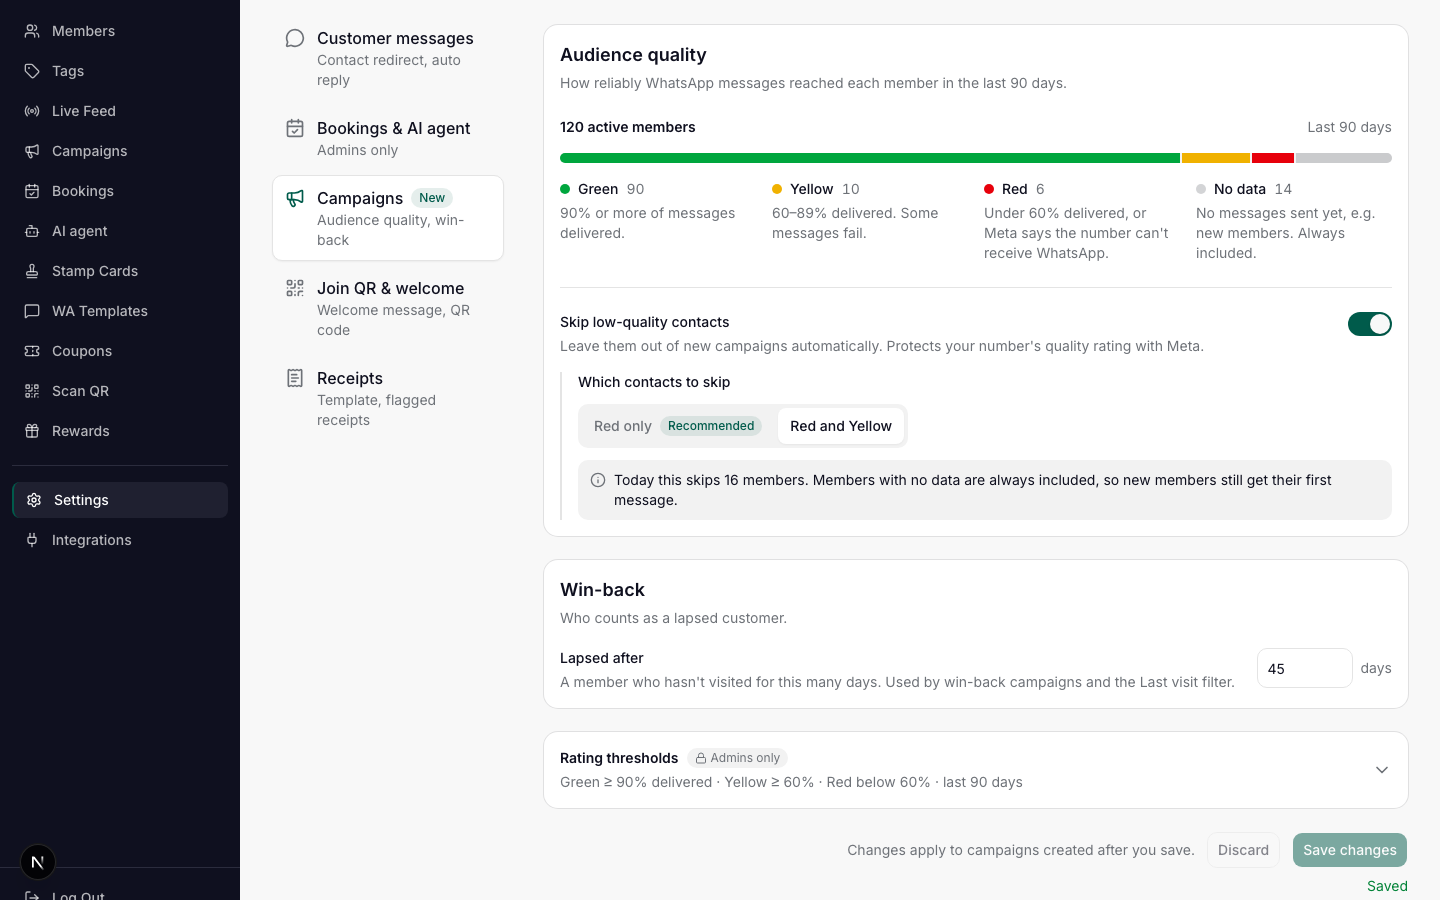 Members
Tags
Live Feed
Campaigns
Bookings
AI agent
Stamp Cards
WA Templates
Coupons
Scan QR
Rewards
Settings
Integrations
N
Log Out
Customer messages
Contact redirect, auto
reply
Bookings & AI agent
Admins only
Campaigns New
Audience quality, win-
back
Join QR & welcome
Welcome message, QR
code
Receipts
Template, flagged
receipts
Audience quality
How reliably WhatsApp messages reached each member in the last 90 days.
120 active members
Last 90 days
Green 90
90% or more of messages
delivered.
Yellow 10
60–89% delivered. Some
messages fail.
Red 6
Under 60% delivered, or
Meta says the number can't
receive WhatsApp.
No data 14
No messages sent yet, e.g.
new members. Always
included.
Skip low-quality contacts
Leave them out of new campaigns automatically. Protects your number's quality rating with Meta.
Which contacts to skip
Red only Recommended Red and Yellow
Today this skips 16 members. Members with no data are always included, so new members still get their first
message.
Win-back
Who counts as a lapsed customer.
Lapsed after
A member who hasn't visited for this many days. Used by win-back campaigns and the Last visit filter.
45 days
Rating thresholds Admins only
Green ≥ 90% delivered · Yellow ≥ 60% · Red below 60% · last 90 days
Changes apply to campaigns created after you save. Discard Save changes
Saved